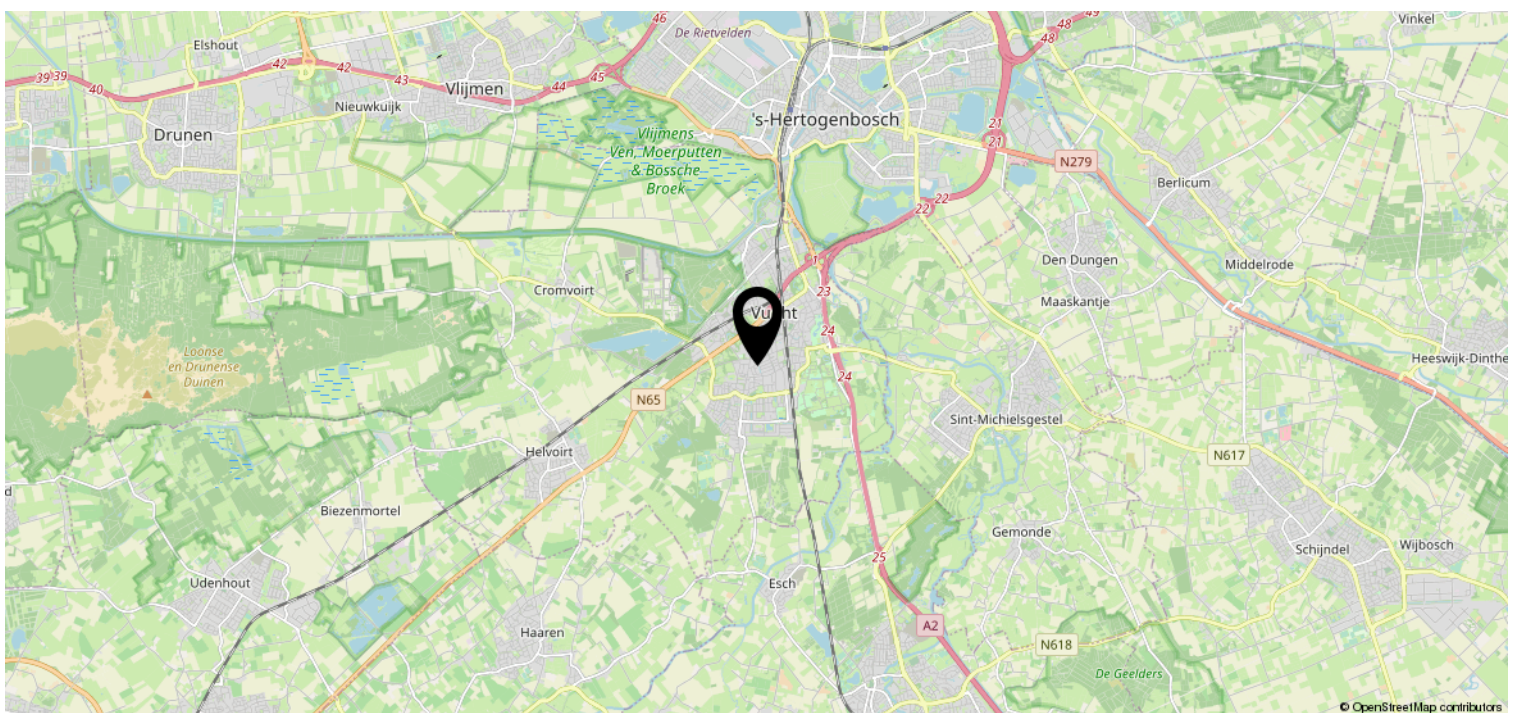 46
48
49
Vinkel
Elshout
De Rietvelden
48
42
42
39 39
40
43
44
45
Vlijmen
Nieuwkuijk
's-Hertogenbosch
21
Drunen
Vlijmens
Ven, Moerputten
& Bossche
Broek
21
N279
Berlicum
22
22
Den Dungen
Middelrode
1
Cromvoirt
23
Maaskantje
24
Loonse
en Drunense
Duinen
Heeswijk-Dinthe
24
N65
Sint-Michielsgestel
Helvoirt
N617
d
Biezenmortel
Gemonde
Schijndel
Wijbosch
25
Udenhout
Esch
A2
Haaren
N618
De Geelders
© OpenStreetMap contributors